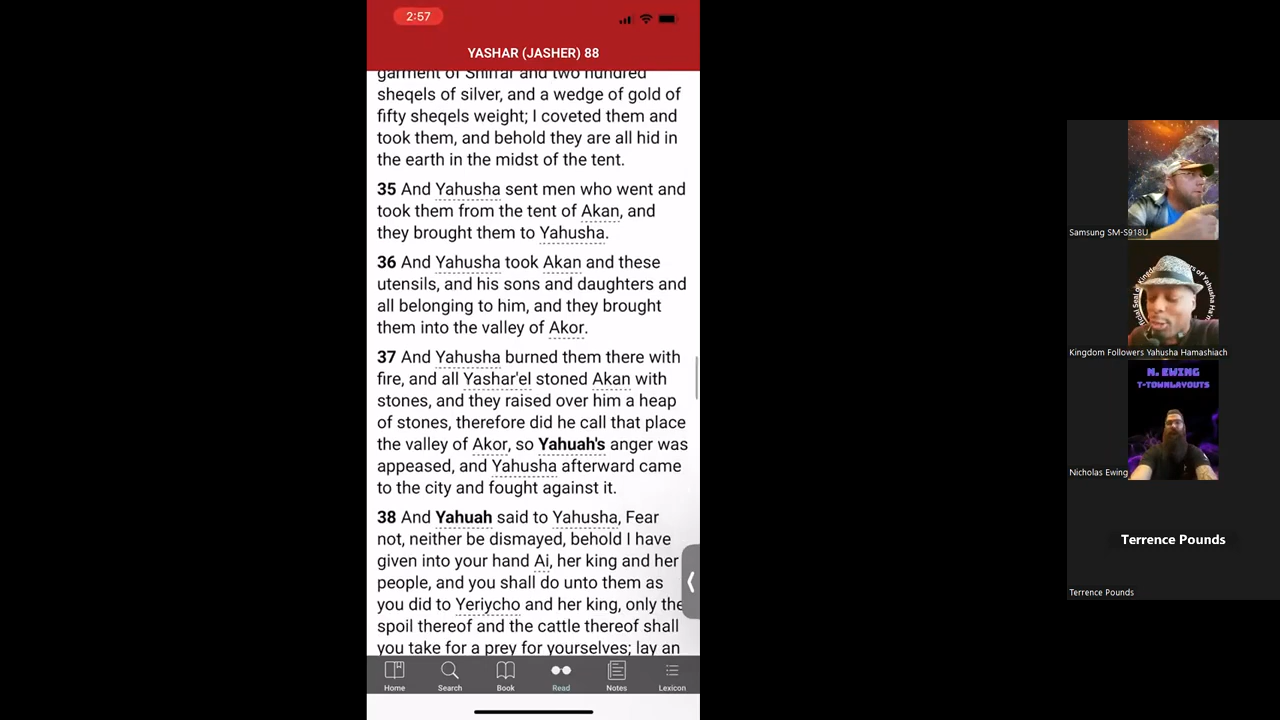 2:57
YASHAR (JASHER) 88
garment of Shin'ar and two hundred
sheqels of silver, and a wedge of gold of
fifty sheqels weight; I coveted them and
took them, and behold they are all hid in
the earth in the midst of the tent.
35 And Yahusha sent men who went and
took them from the tent of Akan, and
they brought them to Yahusha.
36 And Yahusha took Akan and these
utensils, and his sons and daughters and
all belonging to him, and they brought
them into the valley of Akor.
37 And Yahusha burned them there with
fire, and all Yashar'el stoned Akan with
stones, and they raised over him a heap
of stones, therefore did he call that place
the valley of Akor, so Yahuah's anger was
appeased, and Yahusha afterward came
to the city and fought against it.
38 And Yahuah said to Yahusha, Fear
not, neither be dismayed, behold I have
given into your hand Ai, her king and her
people, and you shall do unto them as
you did to Yeriycho and her king, only the
spoil thereof and the cattle thereof shall
you take for a prey for yourselves; lay an
Home
Search
Book
Read
Notes
Lexicon
Samsung SM-S918U
Kingdom Followers Yahusha Hamashiach
N. EWING
T-TOWNLAYOUTS
Nicholas Ewing
Terrence Pounds
Terrence Pounds